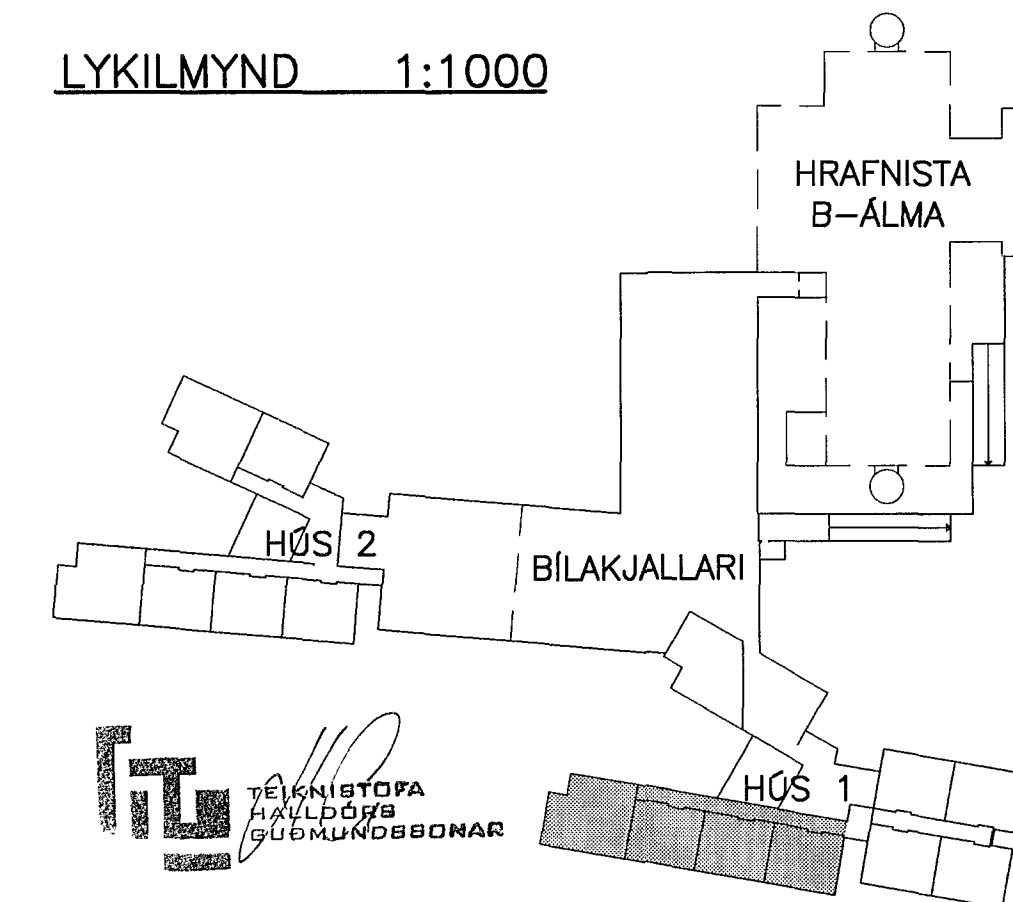 LYKILMYND 1:1000
HRAFNISTA
B-ÁLMA
HÚS 2
BÍLAKJALLARI
HÚS 1
TEIKNISTOFA
HALLDÓRS
GUÐMUNDSSONAR